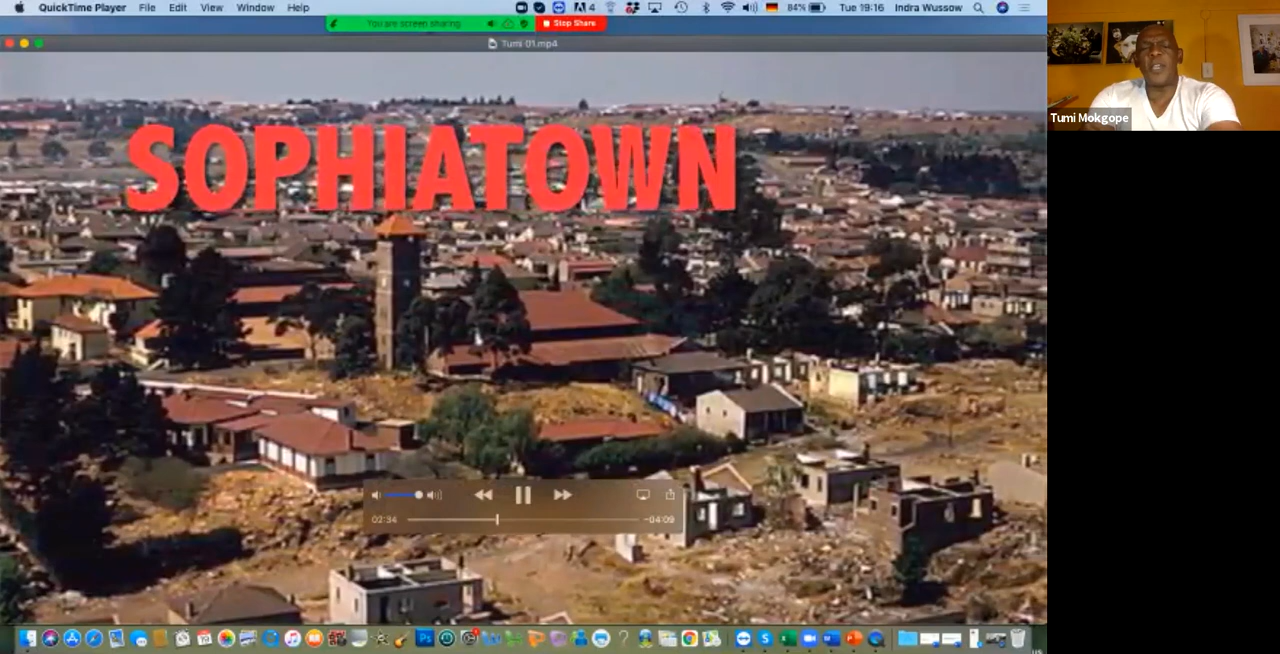 QuickTime Player File Edit View Window Help 4 84% Tue 19:16 Indra Wussow
You are screen sharing Stop Share
Tumi 01.mp4
Tumi Mokgope
SOPHIATOWN
02:34 -04:09